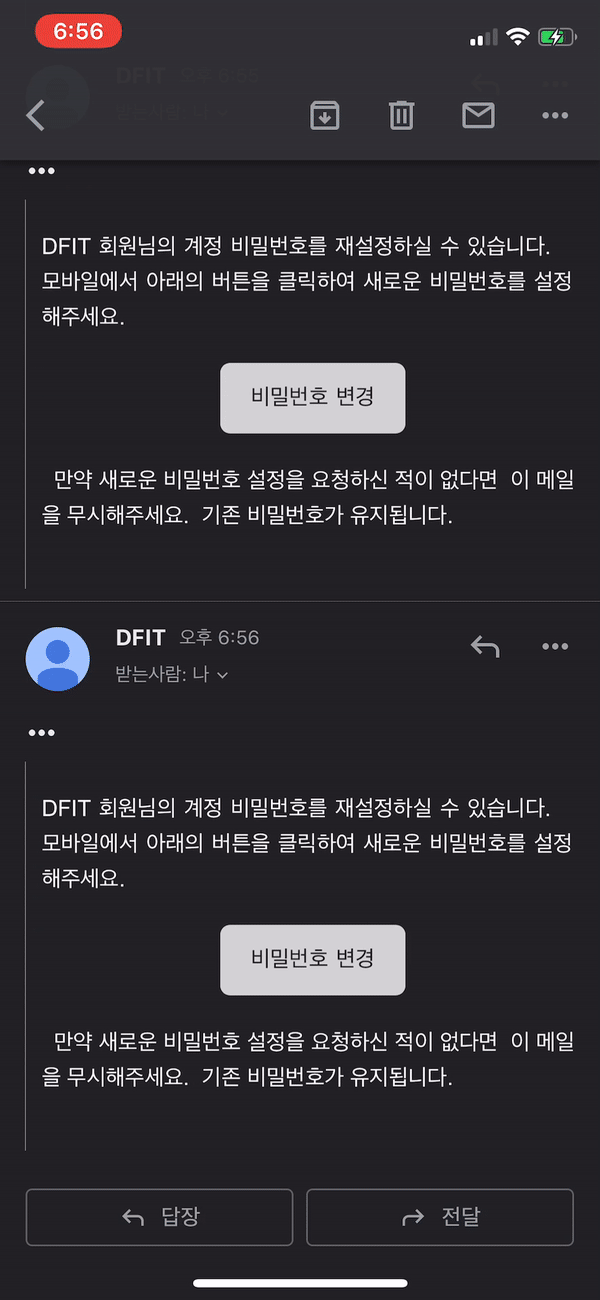 6:56
DFIT 오후 6:55
받는사람: 나
•••
DFIT 회원님의 계정 비밀번호를 재설정하실 수 있습니다.
모바일에서 아래의 버튼을 클릭하여 새로운 비밀번호를 설정
해주세요.
비밀번호 변경
만약 새로운 비밀번호 설정을 요청하신 적이 없다면 이 메일
을 무시해주세요. 기존 비밀번호가 유지됩니다.
DFIT 오후 6:56
받는사람: 나
•••
DFIT 회원님의 계정 비밀번호를 재설정하실 수 있습니다.
모바일에서 아래의 버튼을 클릭하여 새로운 비밀번호를 설정
해주세요.
비밀번호 변경
만약 새로운 비밀번호 설정을 요청하신 적이 없다면 이 메일
을 무시해주세요. 기존 비밀번호가 유지됩니다.
답장
전달